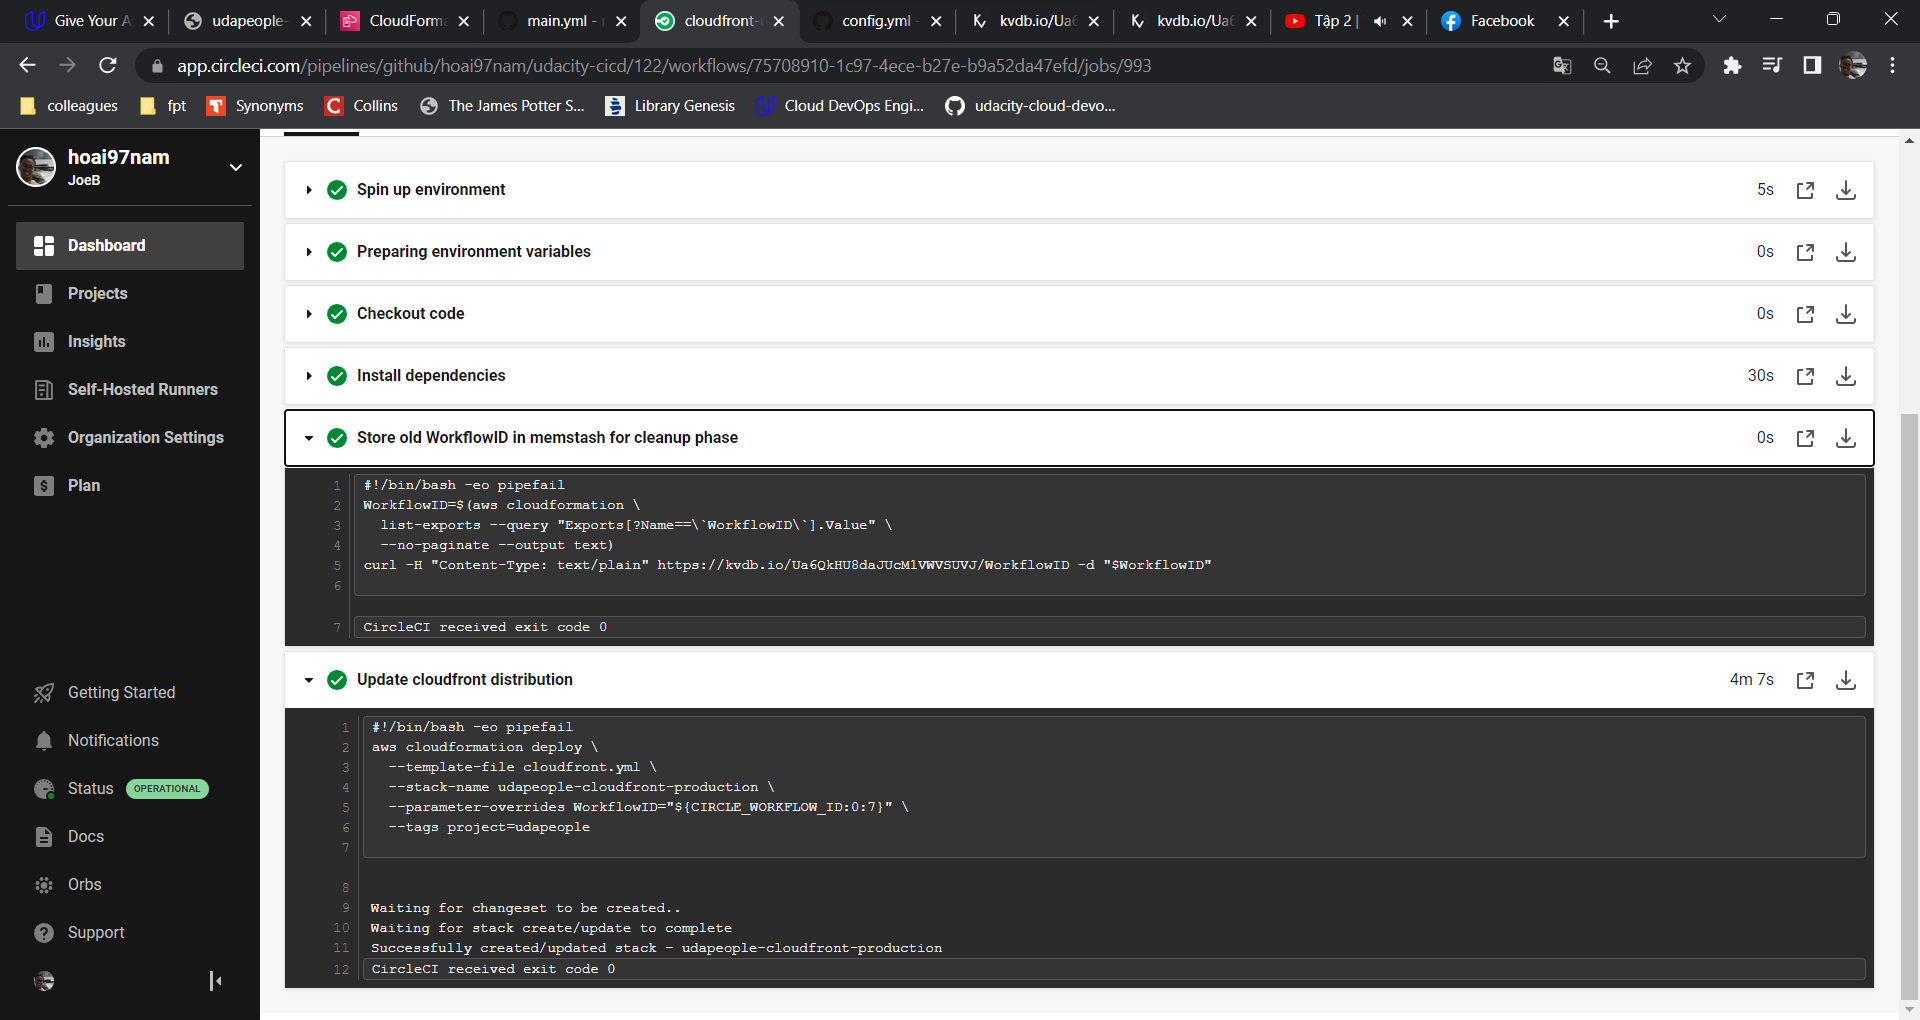 Give Your A
udapeople-
CloudForma
main.yml -
cloudfront-
config.yml -
kvdb.io/Ua6
kvdb.io/Ua6
Tập 2 |
Facebook
app.circleci.com/pipelines/github/hoai97nam/udacity-cicd/122/workflows/75708910-1c97-4ece-b27e-b9a52da47efd/jobs/993
colleagues
fpt
Synonyms
Collins
The James Potter S...
Library Genesis
Cloud DevOps Engi...
udacity-cloud-devo...
hoai97nam
JoeB
Dashboard
Projects
Insights
Self-Hosted Runners
Organization Settings
Plan
Getting Started
Notifications
Status OPERATIONAL
Docs
Orbs
Support
Spin up environment 5s
Preparing environment variables 0s
Checkout code 0s
Install dependencies 30s
Store old WorkflowID in memstash for cleanup phase 0s
1 #!/bin/bash -eo pipefail
2 WorkflowID=$(aws cloudformation \
3 list-exports --query "Exports[?Name==\`WorkflowID\`].Value" \
4 --no-paginate --output text)
5 curl -H "Content-Type: text/plain" https://kvdb.io/Ua6QkHU8daJUcM1VWVSUVJ/WorkflowID -d "$WorkflowID"
6
7 CircleCI received exit code 0
Update cloudfront distribution 4m 7s
1 #!/bin/bash -eo pipefail
2 aws cloudformation deploy \
3 --template-file cloudfront.yml \
4 --stack-name udapeople-cloudfront-production \
5 --parameter-overrides WorkflowID="${CIRCLE_WORKFLOW_ID:0:7}" \
6 --tags project=udapeople
7
8
9 Waiting for changeset to be created..
10 Waiting for stack create/update to complete
11 Successfully created/updated stack - udapeople-cloudfront-production
12 CircleCI received exit code 0